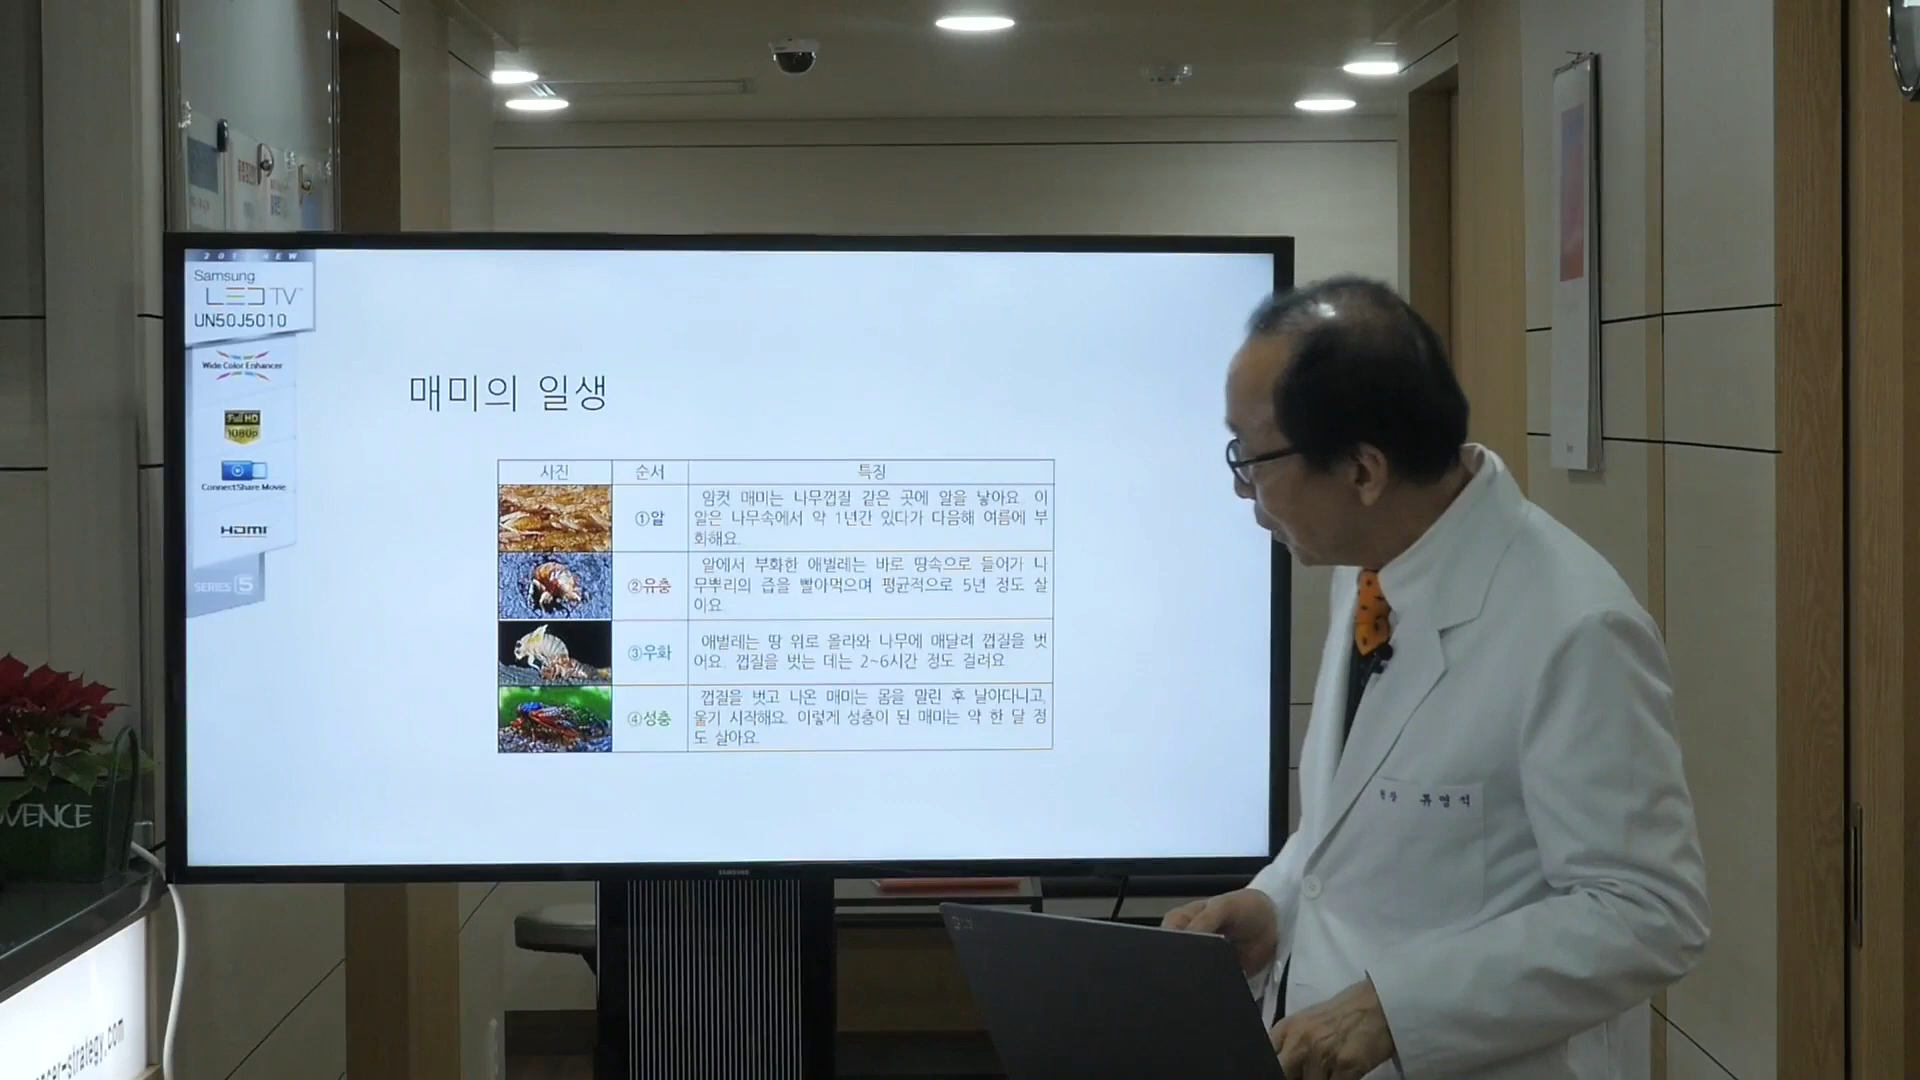 Samsung
LED TV
UN50J5010
Wide Color Enhancer
Full HD
1080p
ConnectShare Movie
HDMI
SERIES 5
매미의 일생
사진 순서 특징
①알
암컷 매미는 나무껍질 같은 곳에 알을 낳아요. 이
알은 나무속에서 약 1년간 있다가 다음해 여름에 부
화해요.
②유충
알에서 부화한 애벌레는 바로 땅속으로 들어가 나
무뿌리의 즙을 빨아먹으며 평균적으로 5년 정도 살
아요.
③우화
애벌레는 땅 위로 올라와 나무에 매달려 껍질을 벗
어요. 껍질을 벗는 데는 2~6시간 정도 걸려요.
④성충
껍질을 벗고 나온 매미는 몸을 말린 후 날아다니고,
울기 시작해요. 이렇게 성충이 된 매미는 약 한 달 정
도 살아요.
SAMSUNG
원장 류영석
VENCE
ncer-strategy.com